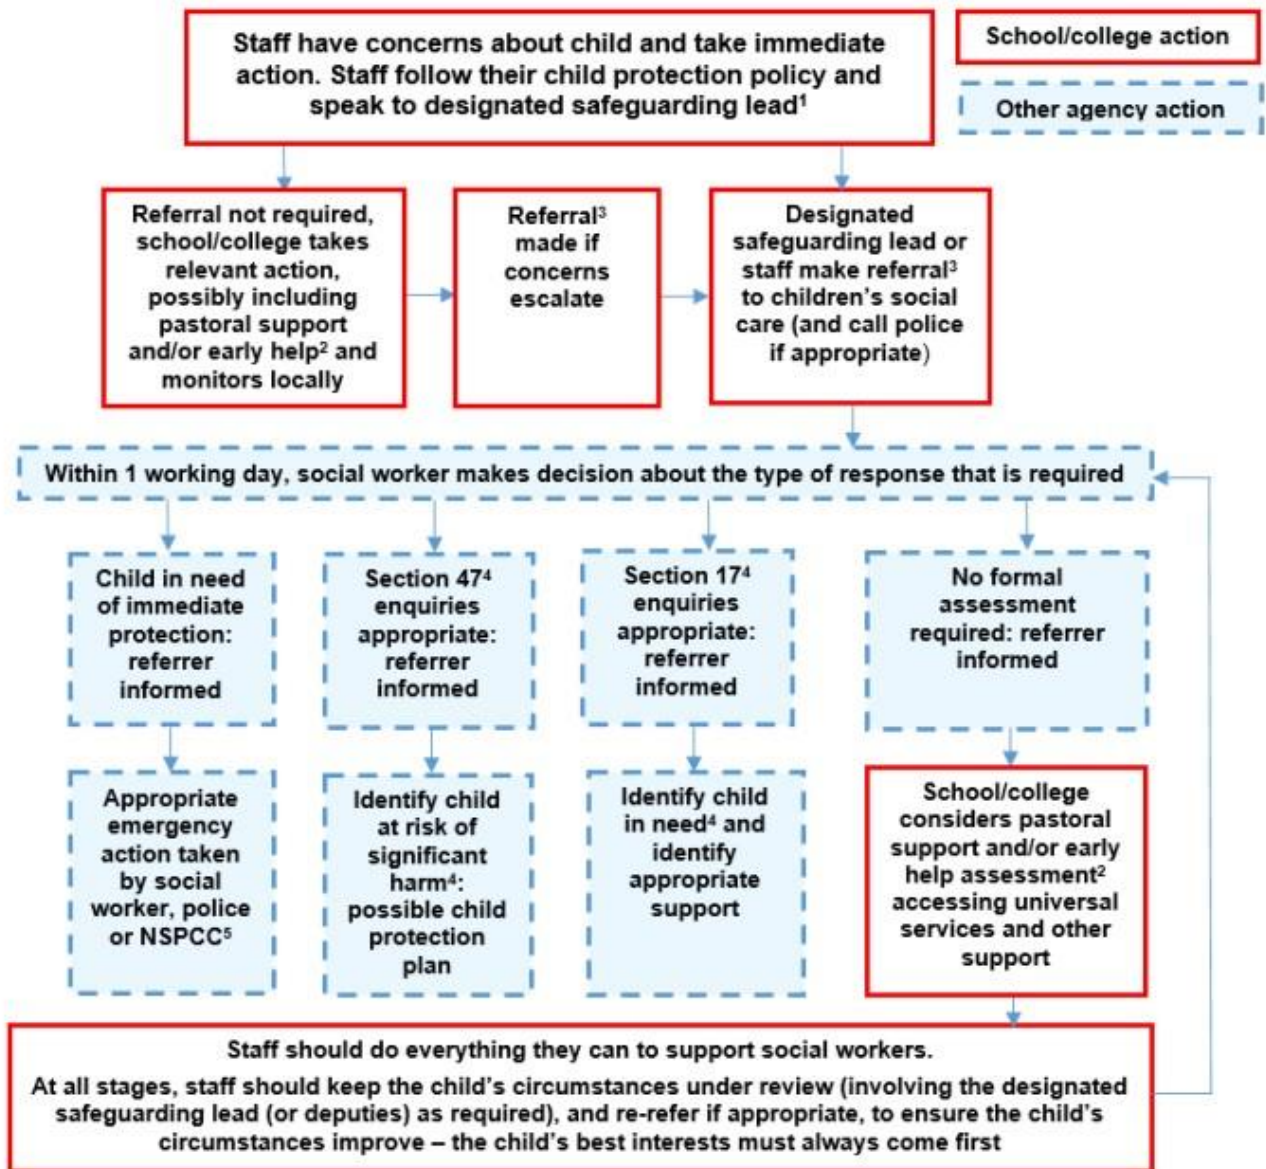 Staff have concerns about child and take immediate
action. Staff follow their child protection policy and
speak to designated safeguarding lead¹
School/college action
Other agency action
Referral not required,
school/college takes
relevant action,
possibly including
pastoral support
and/or early help² and
monitors locally
Referral³
made if
concerns
escalate
Designated
safeguarding lead or
staff make referral³
to children’s social
care (and call police
if appropriate)
Within 1 working day, social worker makes decision about the type of response that is required
Child in need
of immediate
protection:
referrer
informed
Section 47⁴
enquiries
appropriate:
referrer
informed
Section 17⁴
enquiries
appropriate:
referrer
informed
No formal
assessment
required: referrer
informed
Appropriate
emergency
action taken
by social
worker, police
or NSPCC⁵
Identify child
at risk of
significant
harm⁴:
possible child
protection
plan
Identify child
in need⁴ and
identify
appropriate
support
School/college
considers pastoral
support and/or early
help assessment²
accessing universal
services and other
support
Staff should do everything they can to support social workers.
At all stages, staff should keep the child’s circumstances under review (involving the designated
safeguarding lead (or deputies) as required), and re-refer if appropriate, to ensure the child’s
circumstances improve – the child’s best interests must always come first